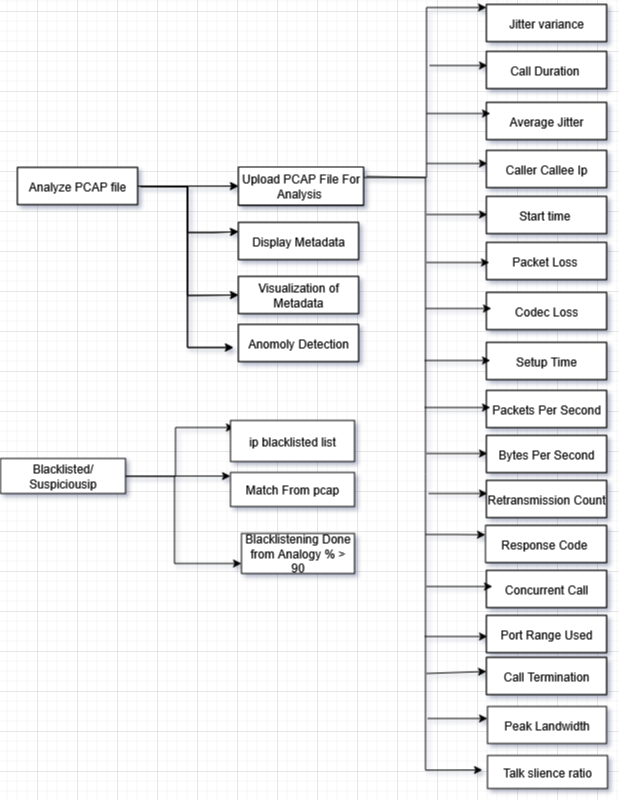 Analyze PCAP file
Upload PCAP File For
Analysis
Display Metadata
Visualization of
Metadata
Anomoly Detection
Blacklisted/
Suspiciousip
ip blacklisted list
Match From pcap
Blacklistening Done
from Analogy % >
90
Jitter variance
Call Duration
Average Jitter
Caller Callee Ip
Start time
Packet Loss
Codec Loss
Setup Time
Packets Per Second
Bytes Per Second
Retransmission Count
Response Code
Concurrent Call
Port Range Used
Call Termination
Peak Landwidth
Talk slience ratio